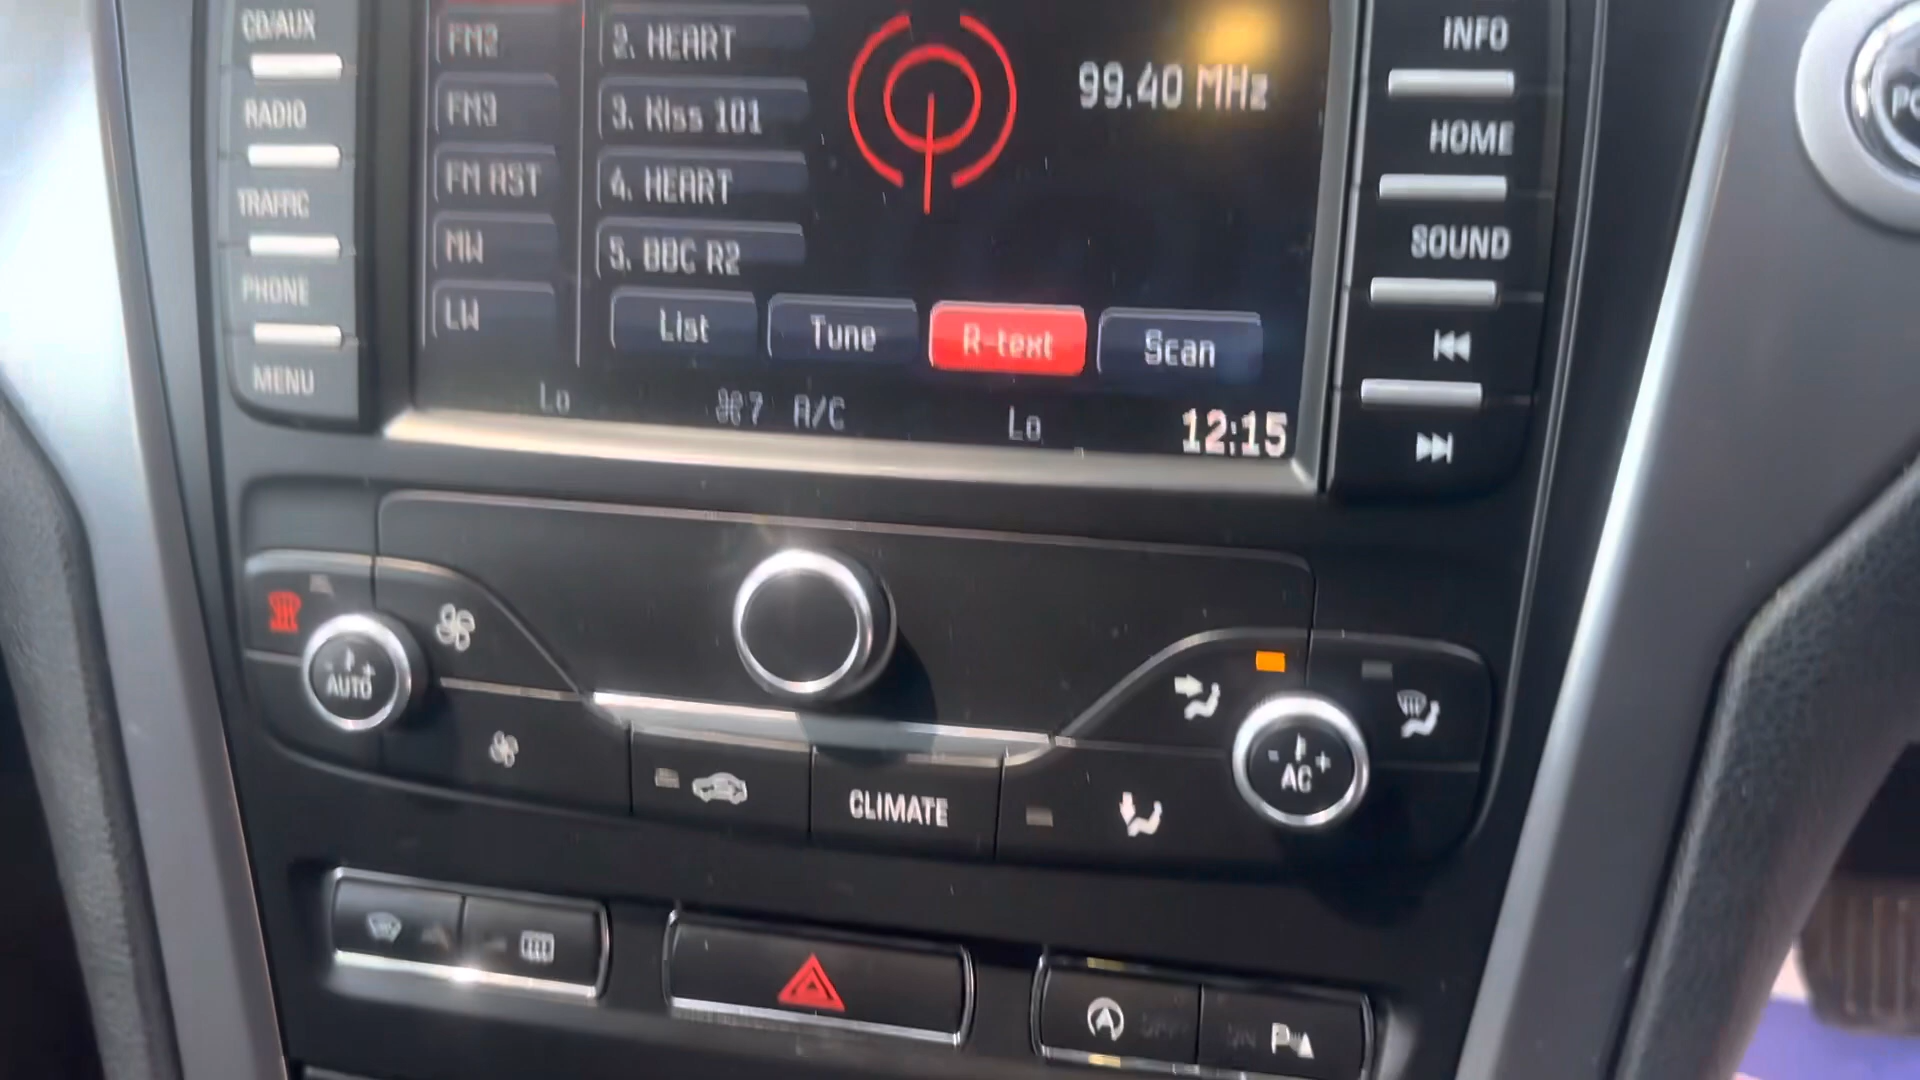 CD/AUX
RADIO
TRAFFIC
PHONE
MENU
FM2
FM3
FM AST
MW
LW
2. HEART
3. Kiss 101
4. HEART
5. BBC R2
99.40 MHz
List
Tune
R-text
Scan
Lo
7 A/C
Lo
12:15
INFO
HOME
SOUND
- +
AUTO
CLIMATE
- +
AC
A OFF
P